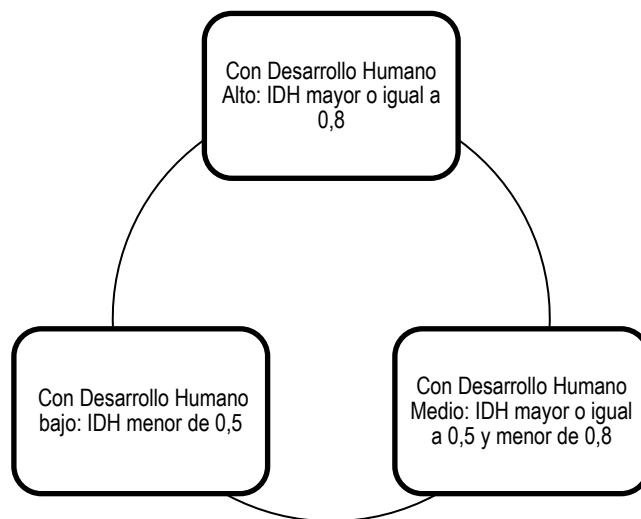 Con Desarrollo Humano
Alto: IDH mayor o igual a
0,8
Con Desarrollo Humano
bajo: IDH menor de 0,5
Con Desarrollo Humano
Medio: IDH mayor o igual
a 0,5 y menor de 0,8